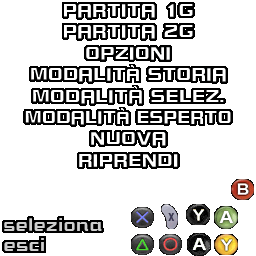 PARTITA 1G
PARTITA 2G
OPZIONI
MODALITÀ STORIA
MODALITÀ SELEZ.
MODALITÀ ESPERTO
NUOVA
RIPRENDI
B
seleziona X X Y A
esci A Y